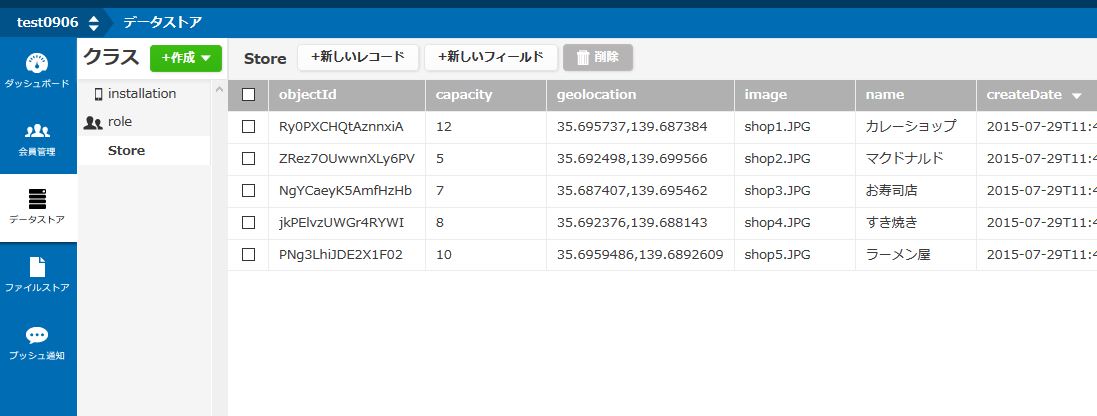 test0906 データストア
ダッシュボード
会員管理
データストア
ファイルストア
プッシュ通知
クラス +作成
installation
role
Store
Store +新しいレコード +新しいフィールド 削除
objectId capacity geolocation image name createDate
Ry0PXCHQtAznnxiA 12 35.695737,139.687384 shop1.JPG カレーショップ 2015-07-29T11:4
ZRez7OUwwnXLy6PV 5 35.692498,139.699566 shop2.JPG マクドナルド 2015-07-29T11:4
NgYCaeyK5AmfHzHb 7 35.687407,139.695462 shop3.JPG お寿司店 2015-07-29T11:4
jkPElvzUWGr4RYWI 8 35.692376,139.688143 shop4.JPG すき焼き 2015-07-29T11:4
PNg3LhiJDE2X1F02 10 35.6959486,139.6892609 shop5.JPG ラーメン屋 2015-07-29T11:4